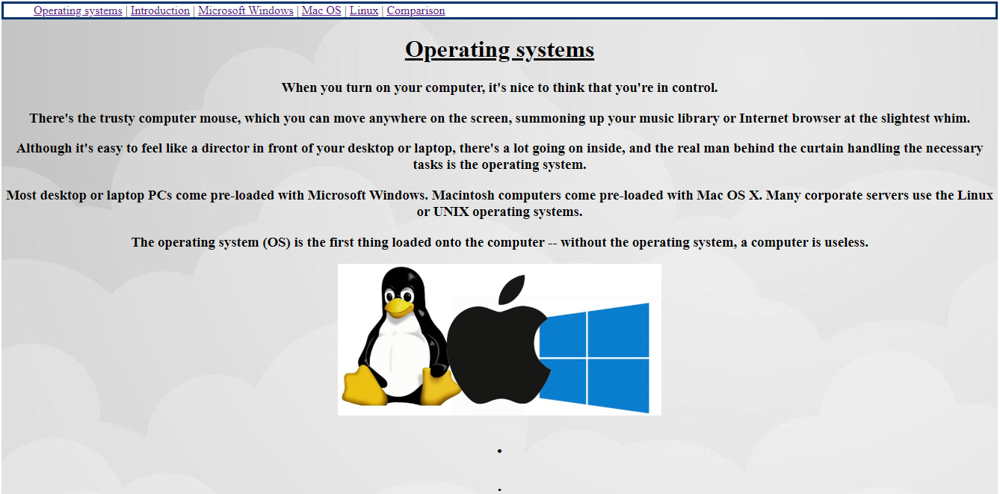 Operating systems | Introduction | Microsoft Windows | Mac OS | Linux | Comparison
Operating systems
When you turn on your computer, it's nice to think that you're in control.
There's the trusty computer mouse, which you can move anywhere on the screen, summoning up your music library or Internet browser at the slightest whim.
Although it's easy to feel like a director in front of your desktop or laptop, there's a lot going on inside, and the real man behind the curtain handling the necessary
tasks is the operating system.
Most desktop or laptop PCs come pre-loaded with Microsoft Windows. Macintosh computers come pre-loaded with Mac OS X. Many corporate servers use the Linux
or UNIX operating systems.
The operating system (OS) is the first thing loaded onto the computer -- without the operating system, a computer is useless.
•
.